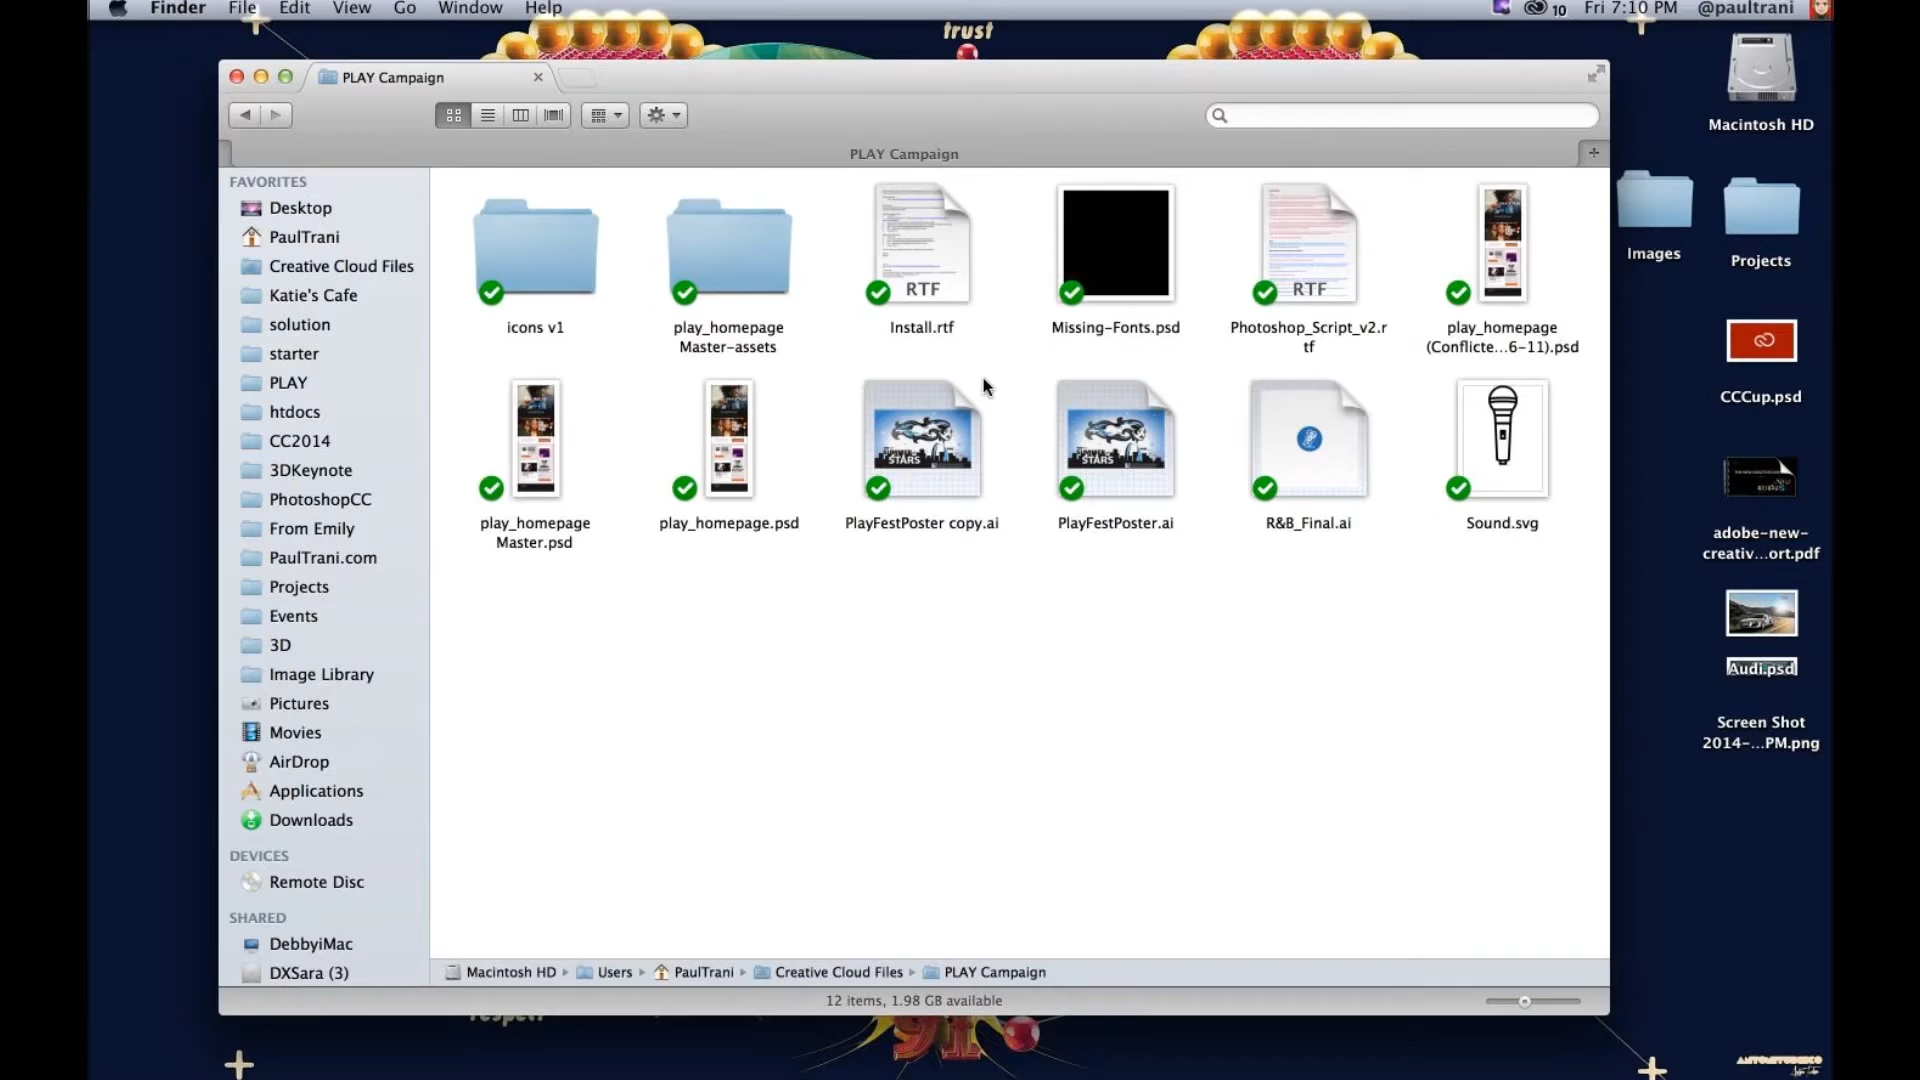 Finder File Edit View Go Window Help
10 Fri 7:10 PM @paultrani
trust
PLAY Campaign
PLAY Campaign
FAVORITES
Desktop
PaulTrani
Creative Cloud Files
Katie's Cafe
solution
starter
PLAY
htdocs
CC2014
3DKeynote
PhotoshopCC
From Emily
PaulTrani.com
Projects
Events
3D
Image Library
Pictures
Movies
AirDrop
Applications
Downloads
DEVICES
Remote Disc
SHARED
DebbyiMac
DXSara (3)
RTF
RTF
icons v1
play_homepage
Master-assets
Install.rtf
Missing-Fonts.psd
Photoshop_Script_v2.r
tf
play_homepage
(Conflicte...6-11).psd
STARS
STARS
play_homepage
Master.psd
play_homepage.psd
PlayFestPoster copy.ai
PlayFestPoster.ai
R&B_Final.ai
Sound.svg
Macintosh HD
Users
PaulTrani
Creative Cloud Files
PLAY Campaign
12 items, 1.98 GB available
Macintosh HD
Images
Projects
CCCup.psd
adobe-new-
creativ...ort.pdf
Audi.psd
Screen Shot
2014-...PM.png
respect